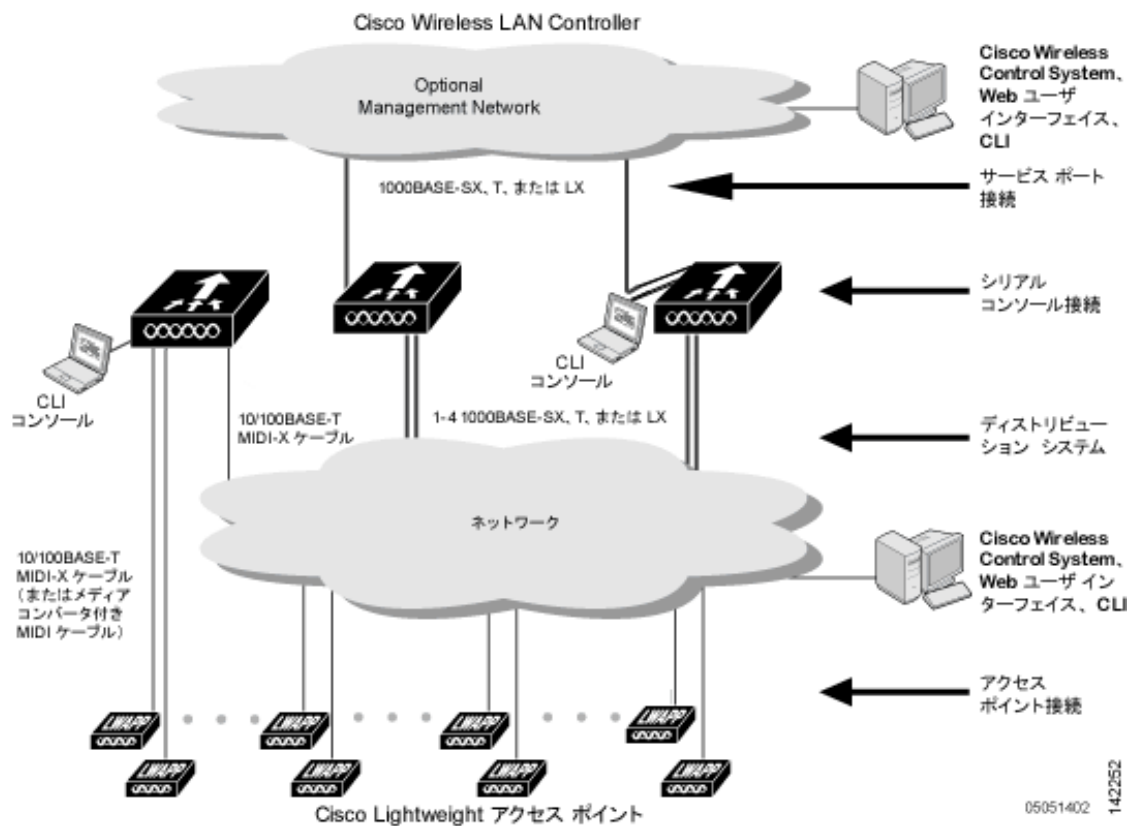 Cisco Wireless LAN Controller
Optional
Management Network
Cisco Wireless
Control System、
Web ユーザ
インターフェイス、
CLI
1000BASE-SX、T、または LX
サービス ポート
接続
シリアル
コンソール接続
CLI
コンソール
CLI
コンソール
10/100BASE-T
MIDI-X ケーブル
1-4 1000BASE-SX、T、または LX
ディストリビュー
ション システム
ネットワーク
10/100BASE-T
MIDI-X ケーブル
（またはメディア
コンバータ付き
MIDI ケーブル）
Cisco Wireless
Control System、
Web ユーザ イン
ターフェイス、CLI
アクセス
ポイント接続
LWAPP
LWAPP
LWAPP
LWAPP
LWAPP
LWAPP
LWAPP
LWAPP
Cisco Lightweight アクセス ポイント
05051402
142252